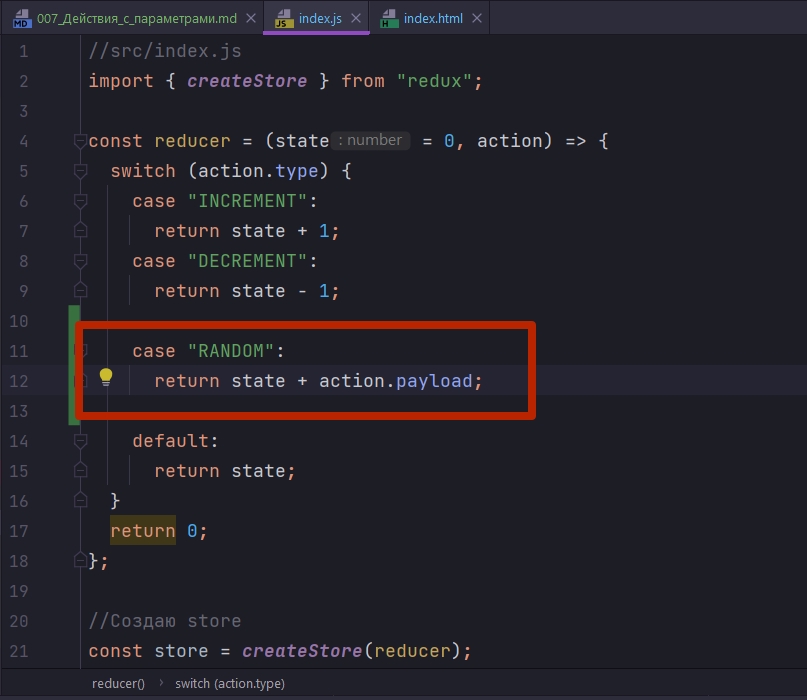 007_Действия_с_параметрами.md index.js index.html
1 //src/index.js
2 import { createStore } from "redux";
3
4 const reducer = (state : number = 0, action) => {
5 switch (action.type) {
6 case "INCREMENT":
7 return state + 1;
8 case "DECREMENT":
9 return state - 1;
10
11 case "RANDOM":
12 return state + action.payload;
13
14 default:
15 return state;
16 }
17 return 0;
18 };
19
20 //Создаю store
21 const store = createStore(reducer);
reducer() › switch (action.type)